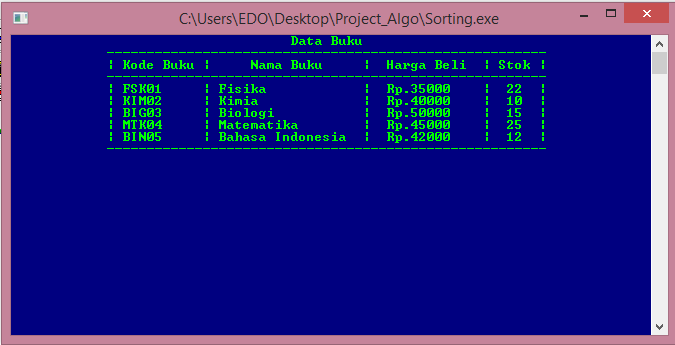 C:\Users\EDO\Desktop\Project_Algo\Sorting.exe
Data Buku
¦ Kode Buku ¦ Nama Buku ¦ Harga Beli ¦ Stok ¦
¦ FSK01 ¦ Fisika ¦ Rp.35000 ¦ 22 ¦
¦ KIM02 ¦ Kimia ¦ Rp.40000 ¦ 10 ¦
¦ BIG03 ¦ Biologi ¦ Rp.50000 ¦ 15 ¦
¦ MTK04 ¦ Matematika ¦ Rp.45000 ¦ 25 ¦
¦ BIN05 ¦ Bahasa Indonesia ¦ Rp.42000 ¦ 12 ¦